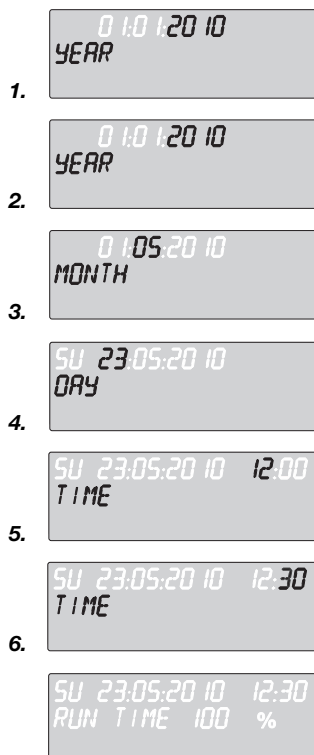 01:01:2010
YEAR
1.
01:01:2010
YEAR
2.
01:05:2010
MONTH
3.
SU 23:05:2010
DAY
4.
SU 23:05:2010 12:00
TIME
5.
SU 23:05:2010 12:30
TIME
6.
SU 23:05:2010 12:30
RUN TIME 100 %